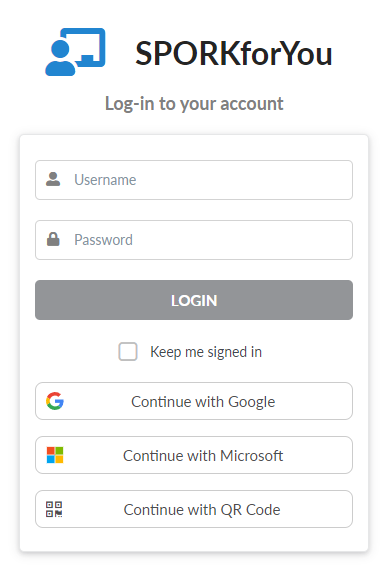 SPORKforYou
Log-in to your account
Username
Password
LOGIN
Keep me signed in
Continue with Google
Continue with Microsoft
Continue with QR Code